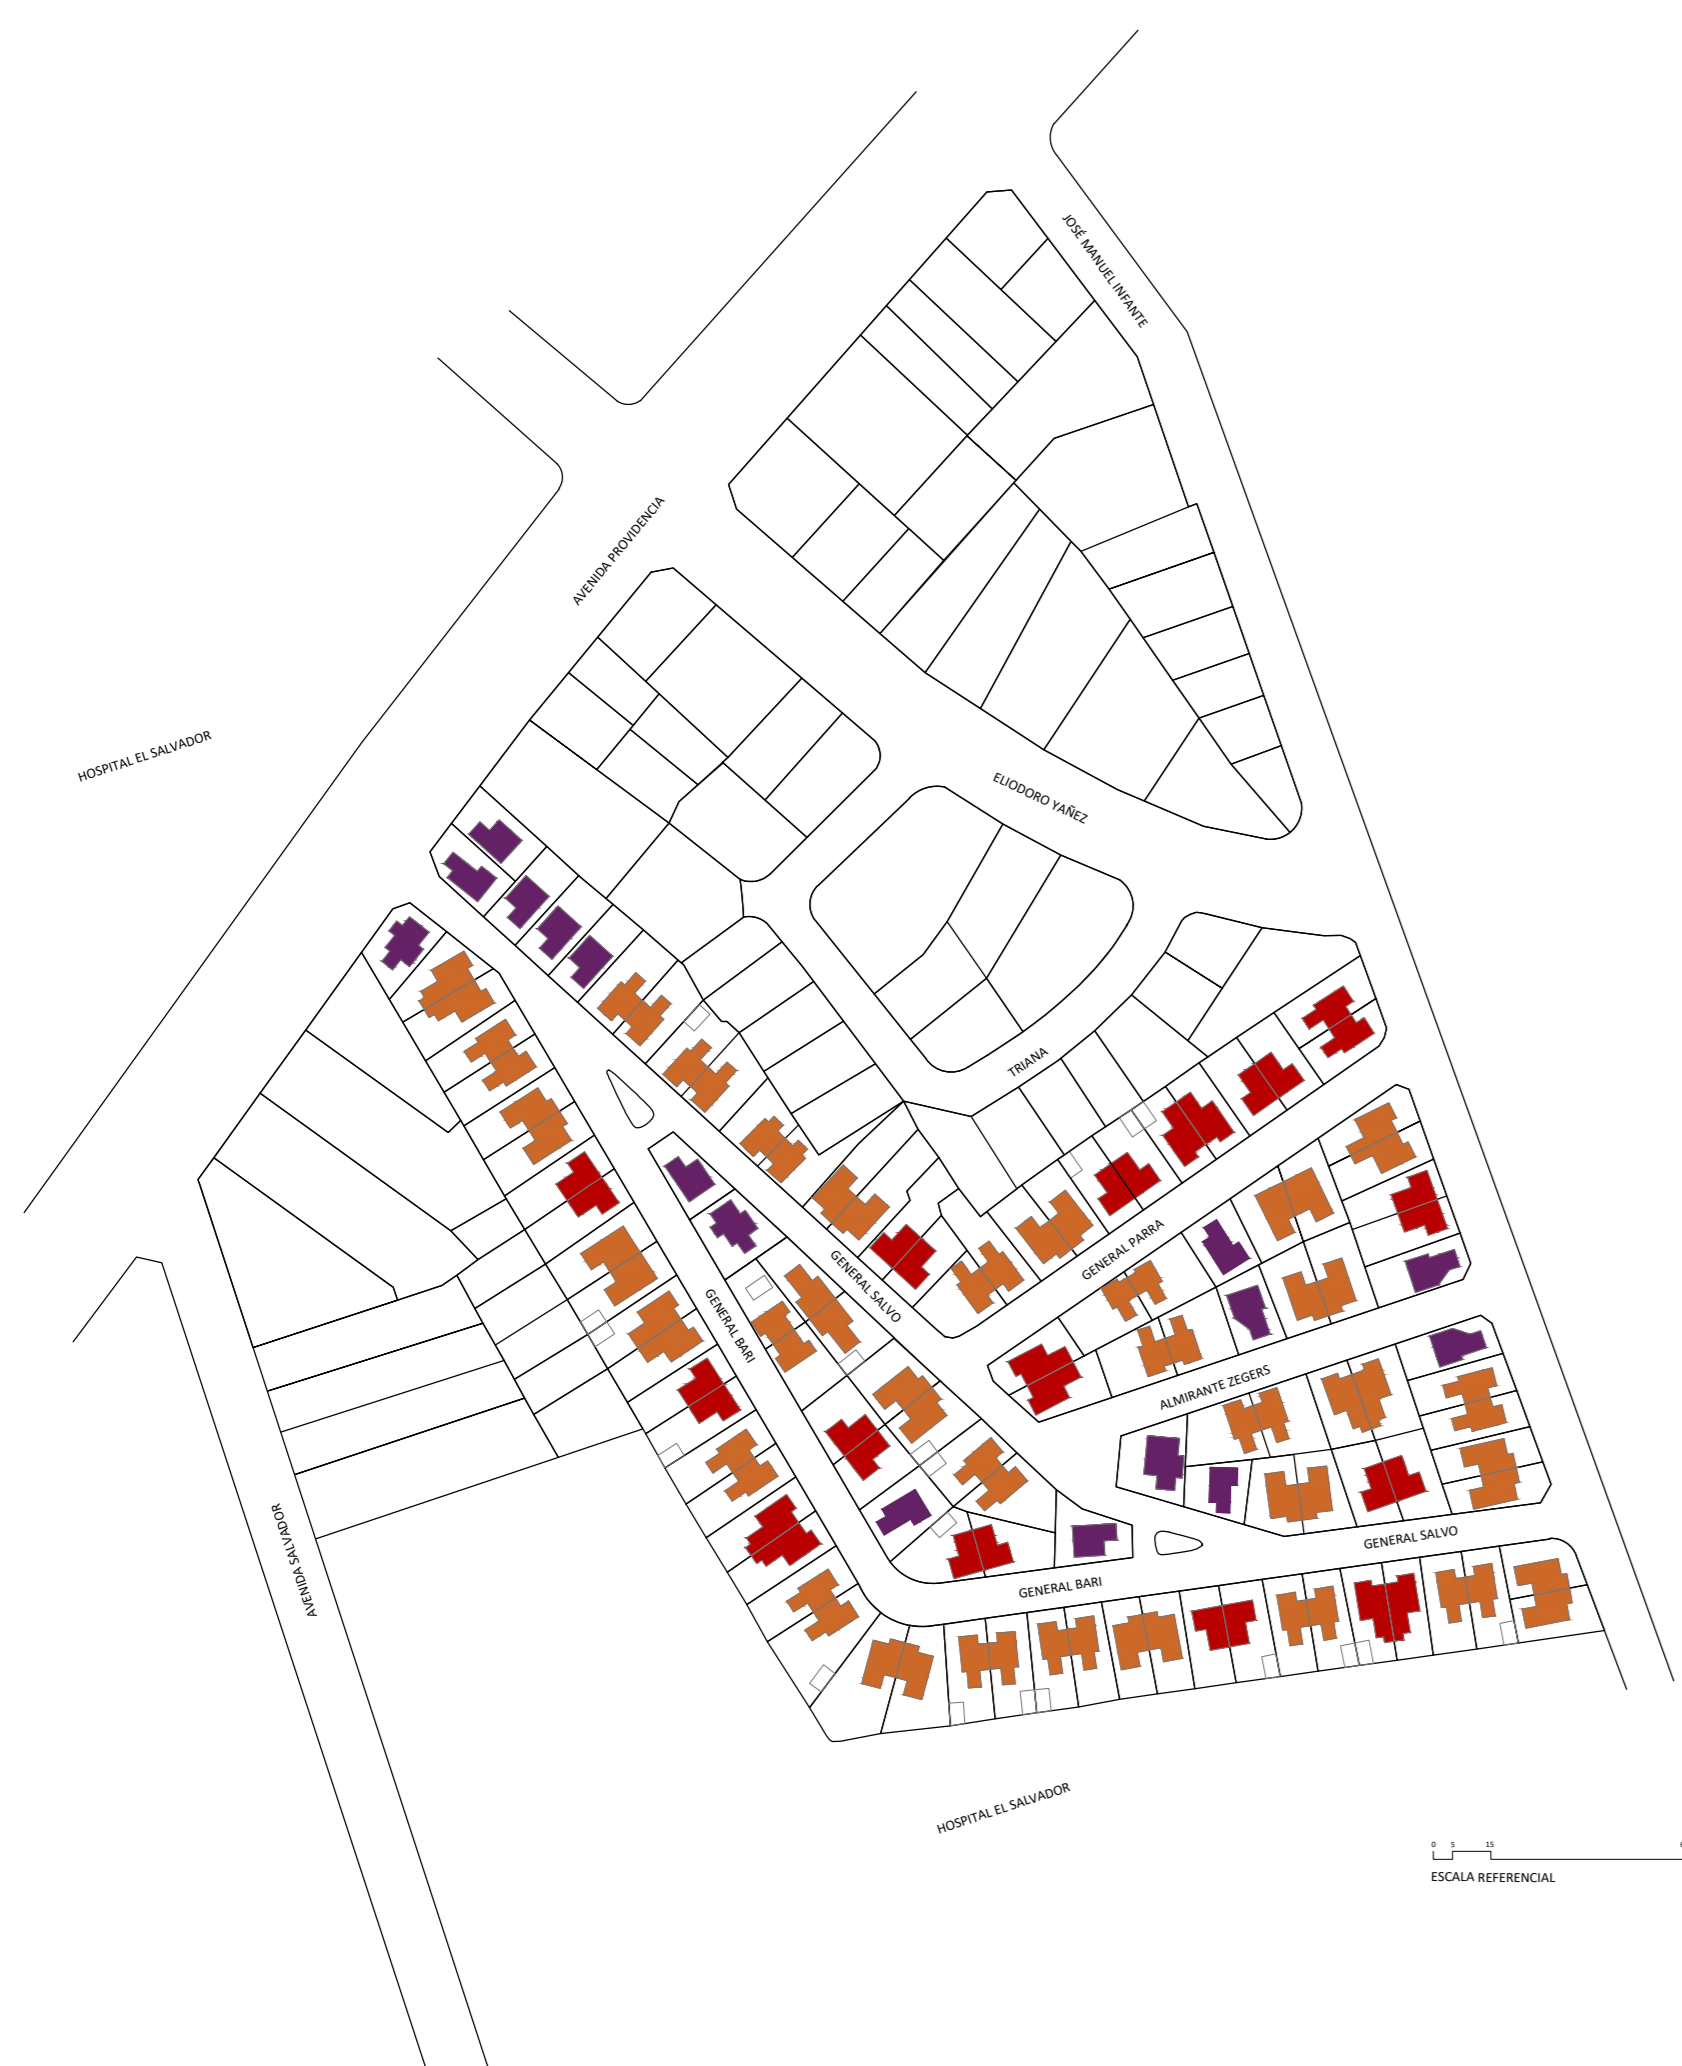 JOSÉ MANUEL INFANTE
AVENIDA PROVIDENCIA
HOSPITAL EL SALVADOR
ELIODORO YAÑEZ
TRIANA
GENERAL PARRA
GENERAL SALVO
GENERAL BARI
ALMIRANTE ZEGERS
AVENIDA SALVADOR
GENERAL SALVO
GENERAL BARI
HOSPITAL EL SALVADOR
0 5 15
ESCALA REFERENCIAL